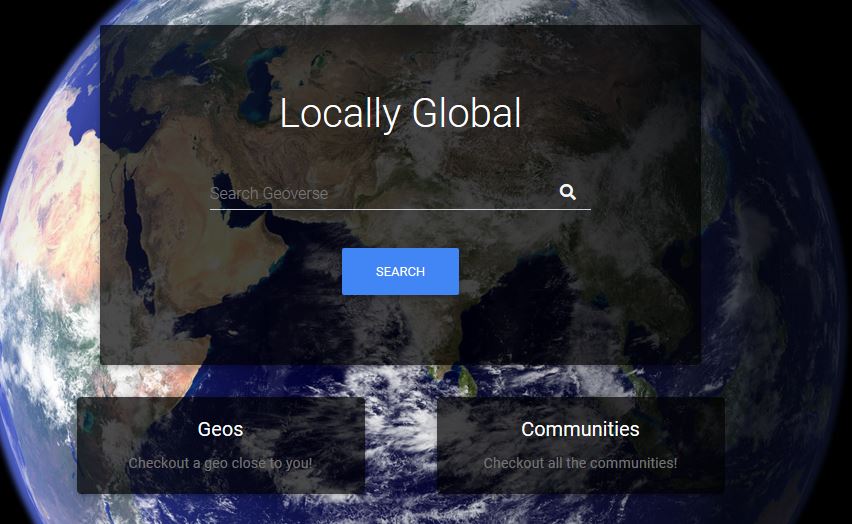 Locally Global
Search Geoverse
SEARCH
Geos
Communities
Checkout a geo close to you!
Checkout all the communities!